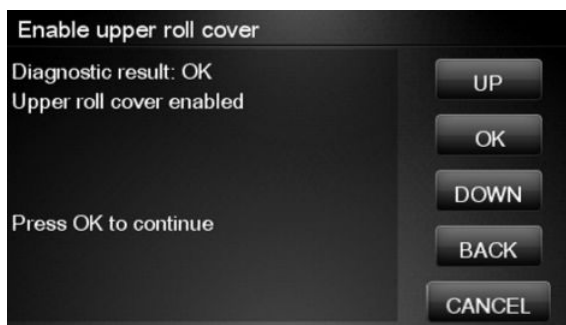 Enable upper roll cover
Diagnostic result: OK
Upper roll cover enabled
Press OK to continue
UP
OK
DOWN
BACK
CANCEL